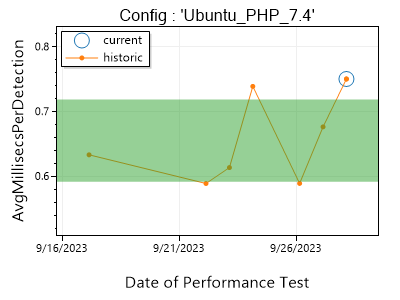 Config : 'Ubuntu_PHP_7.4'
current
historic
AvgMillisecsPerDetection
0.8
0.7
0.6
9/16/2023
9/21/2023
9/26/2023
Date of Performance Test